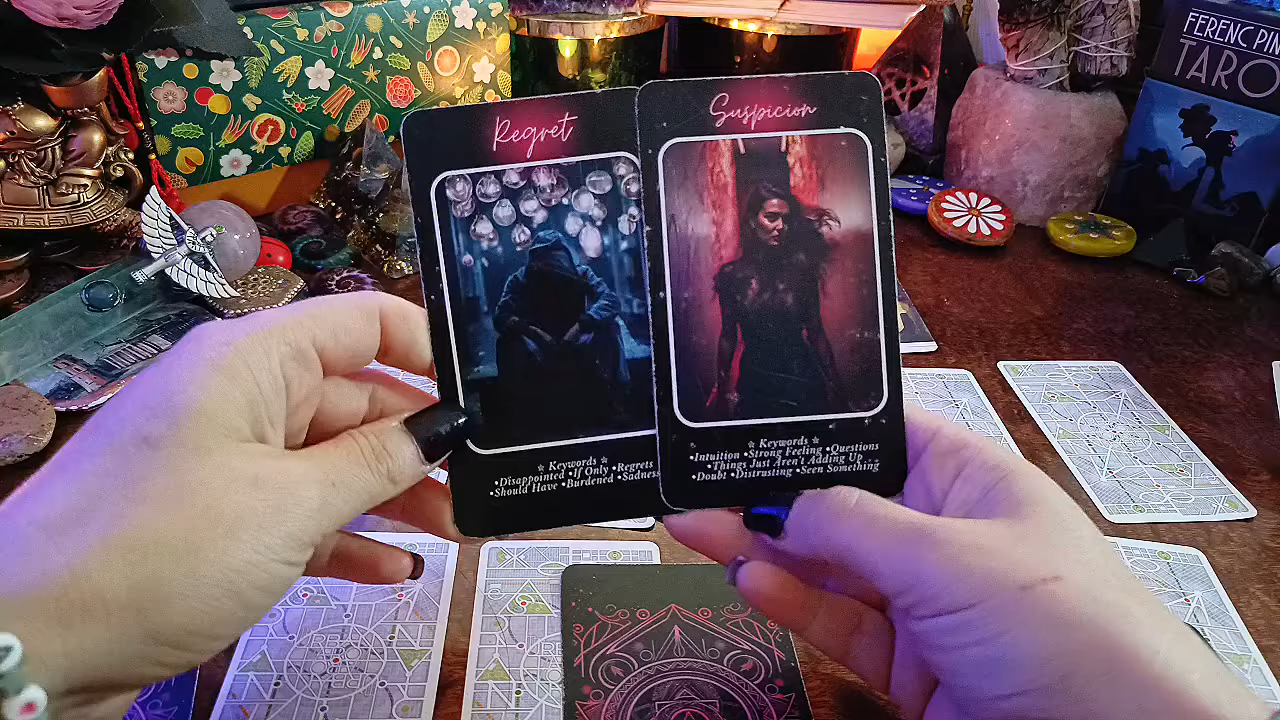 FERENC PIN
TARO
Regret
Suspicion
☆ Keywords ☆
•Disappointed •If Only •Regrets
•Should Have •Burdened •Sadness
☆ Keywords ☆
•Intuition •Strong Feeling •Questions
•Things Just Aren't Adding Up...
•Doubt •Distrusting •Seen Something